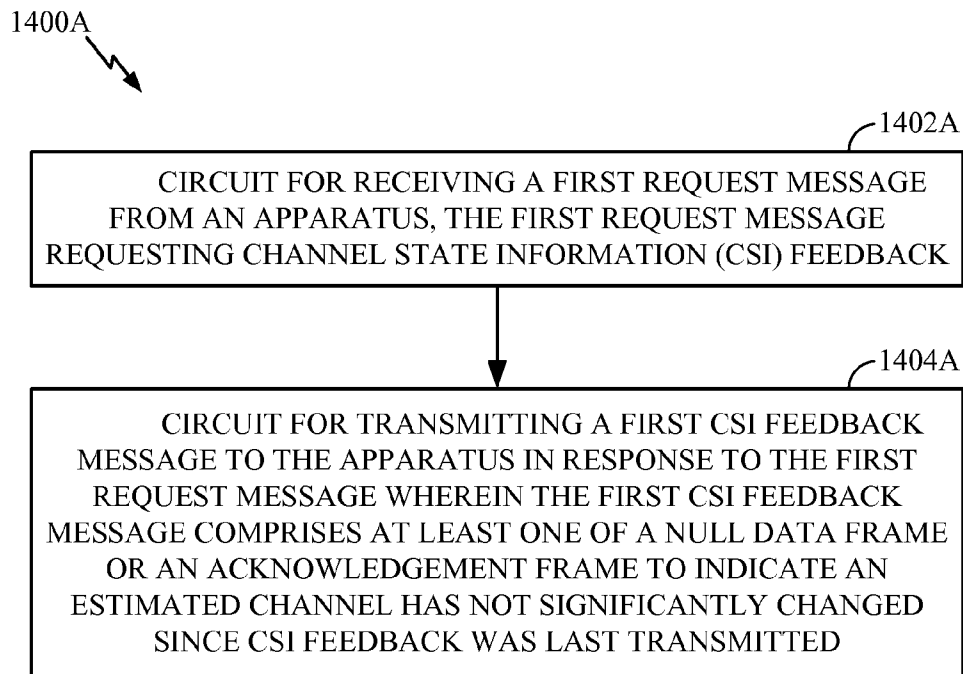 1400A
1402A
CIRCUIT FOR RECEIVING A FIRST REQUEST MESSAGE
FROM AN APPARATUS, THE FIRST REQUEST MESSAGE
REQUESTING CHANNEL STATE INFORMATION (CSI) FEEDBACK
1404A
CIRCUIT FOR TRANSMITTING A FIRST CSI FEEDBACK
MESSAGE TO THE APPARATUS IN RESPONSE TO THE FIRST
REQUEST MESSAGE WHEREIN THE FIRST CSI FEEDBACK
MESSAGE COMPRISES AT LEAST ONE OF A NULL DATA FRAME
OR AN ACKNOWLEDGEMENT FRAME TO INDICATE AN
ESTIMATED CHANNEL HAS NOT SIGNIFICANTLY CHANGED
SINCE CSI FEEDBACK WAS LAST TRANSMITTED